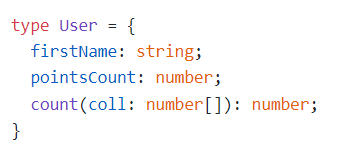 type User = {
  firstName: string;
  pointsCount: number;
  count(coll: number[]): number;
}